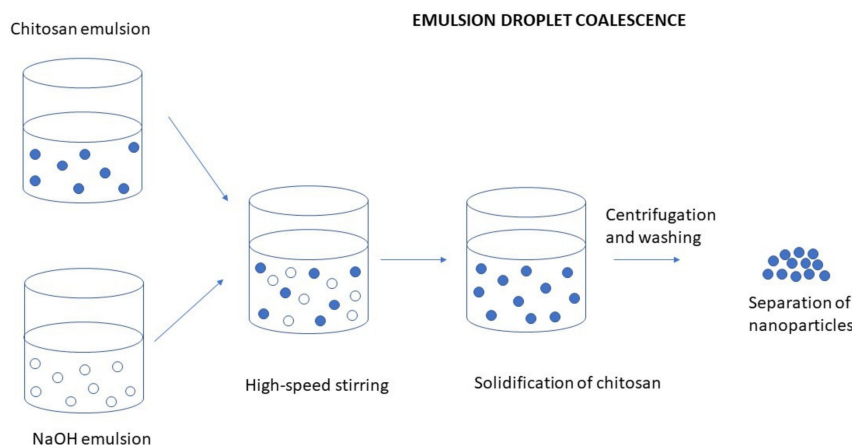 EMULSION DROPLET COALESCENCE
Chitosan emulsion
NaOH emulsion
High-speed stirring
Solidification of chitosan
Centrifugation
and washing
Separation of
nanoparticles